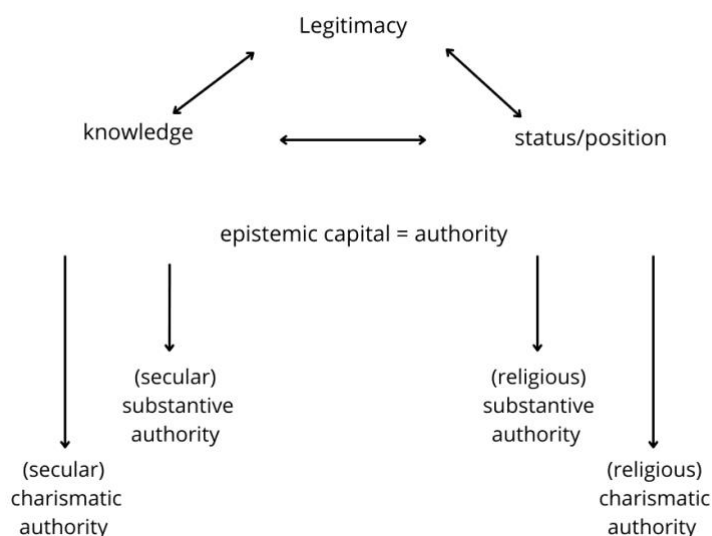 Legitimacy
knowledge
status/position
epistemic capital = authority
(secular)
substantive
authority
(religious)
substantive
authority
(secular)
charismatic
authority
(religious)
charismatic
authority